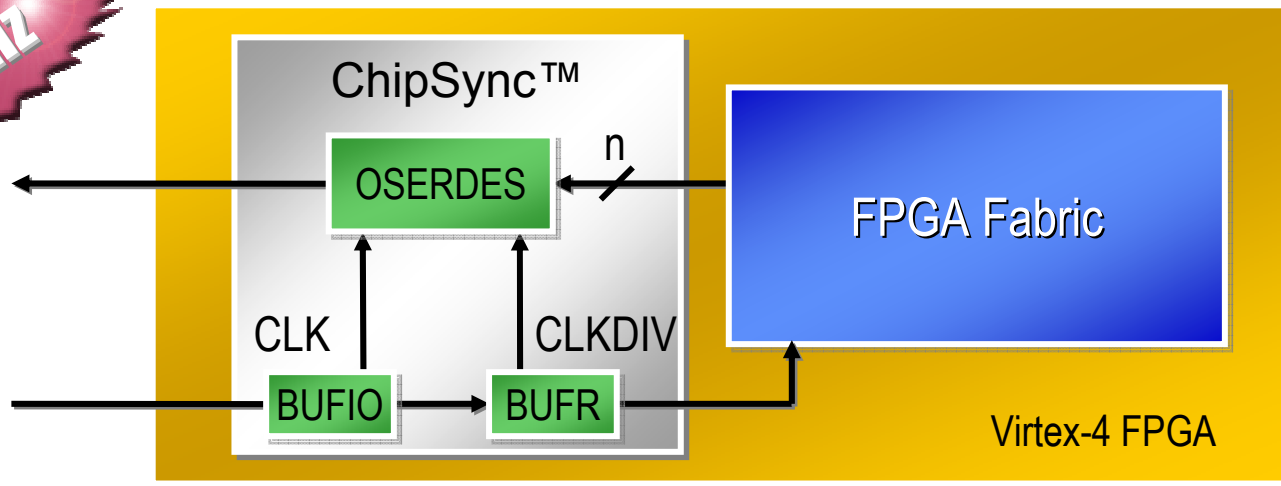 ChipSync™
n
OSERDES
FPGA Fabric
CLK
CLKDIV
BUFIO
BUFR
Virtex-4 FPGA